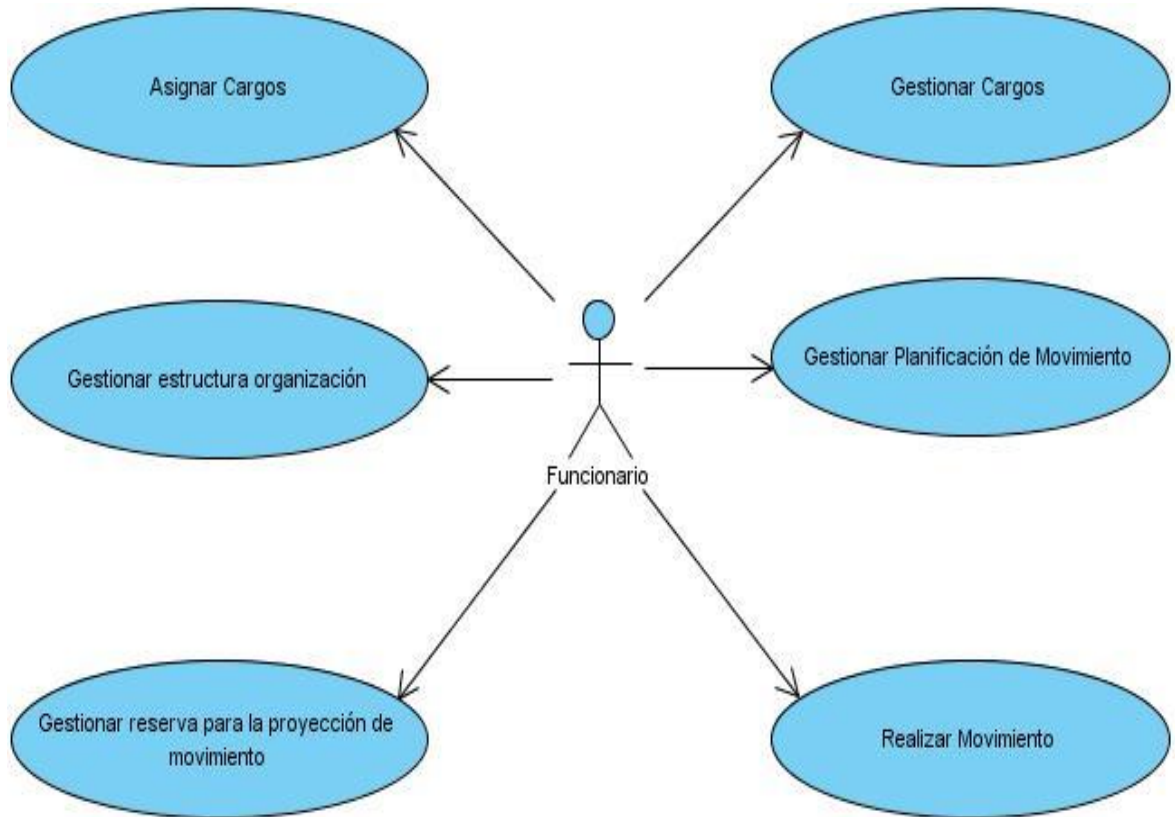 Asignar Cargos
Gestionar Cargos
Gestionar estructura organización
Gestionar Planificación de Movimiento
Funcionario
Gestionar reserva para la proyección de
movimiento
Realizar Movimiento